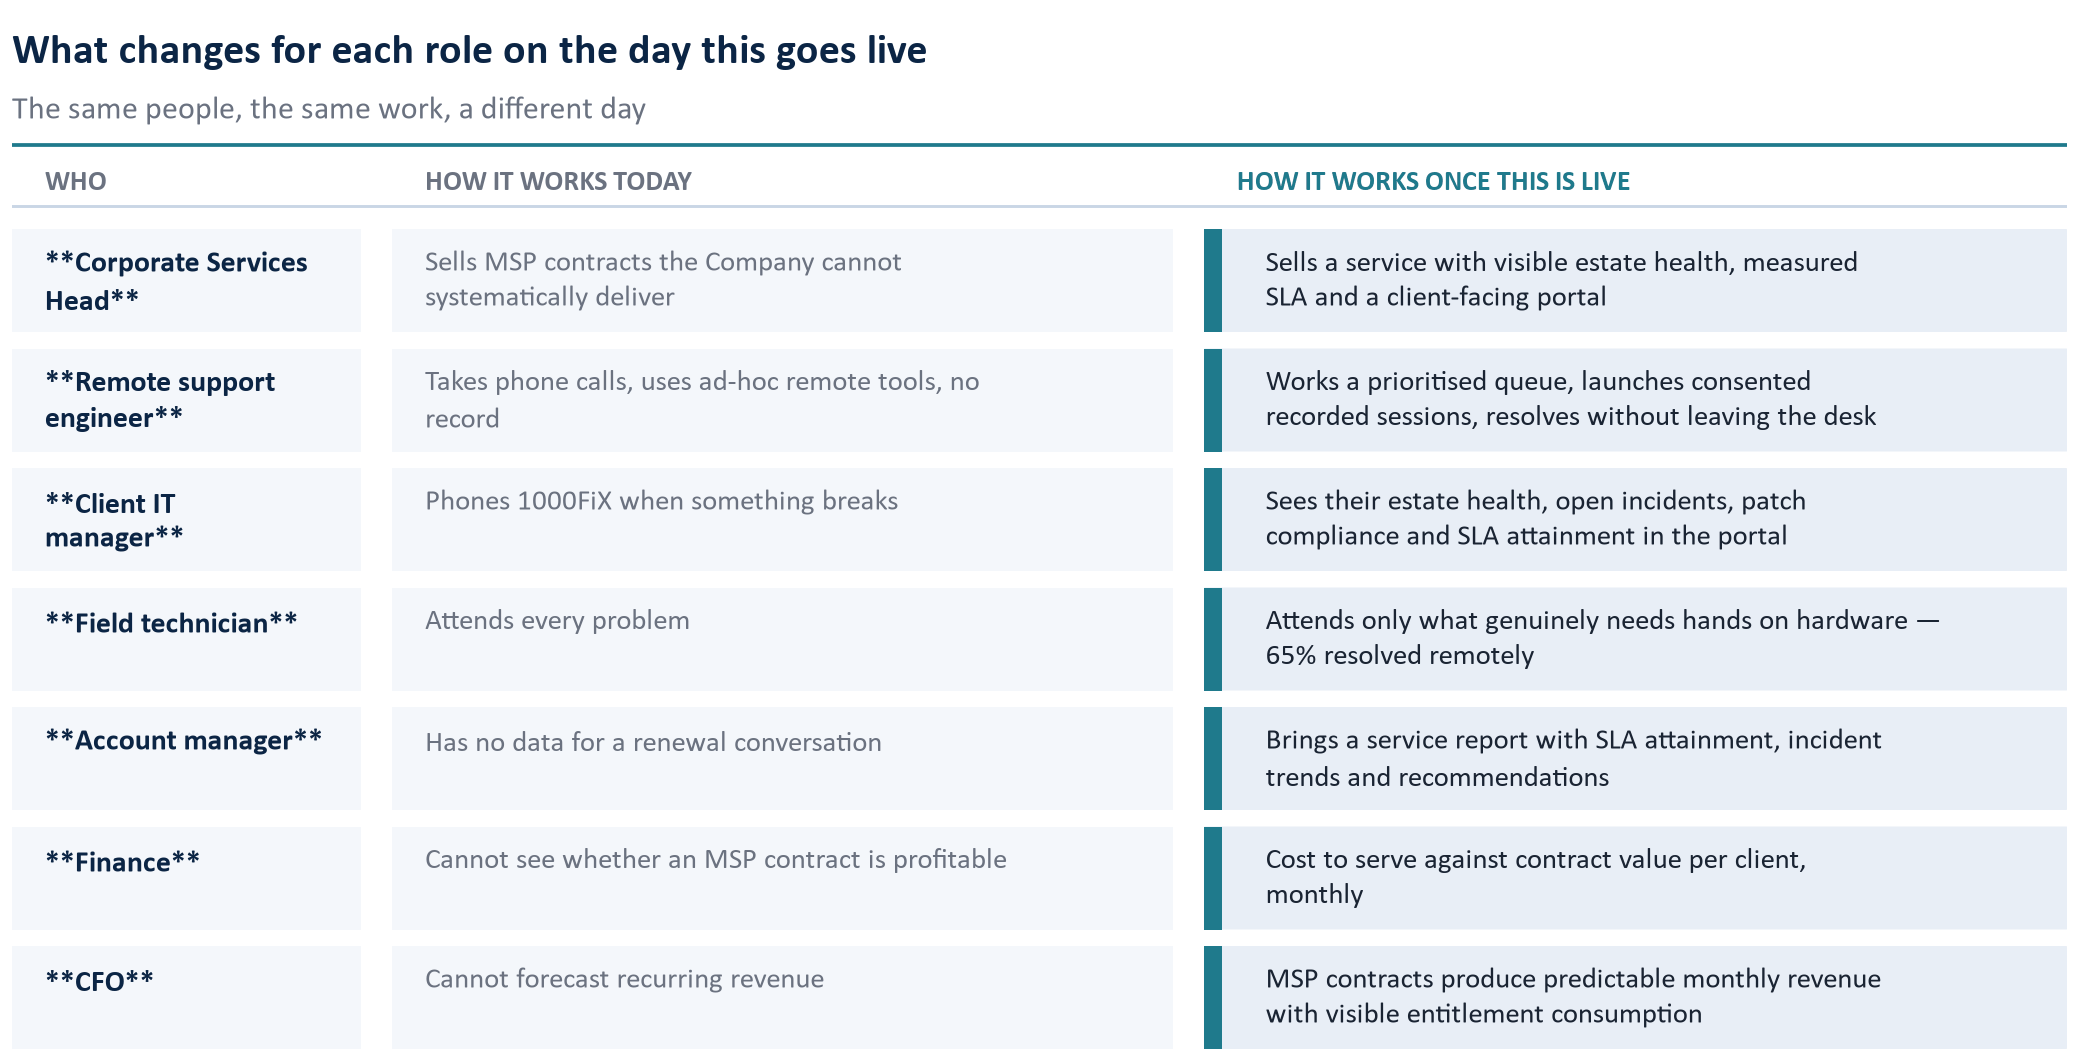 What changes for each role on the day this goes live
The same people, the same work, a different day
WHO
HOW IT WORKS TODAY
HOW IT WORKS ONCE THIS IS LIVE
**Corporate Services
Head**
Sells MSP contracts the Company cannot
systematically deliver
Sells a service with visible estate health, measured
SLA and a client-facing portal
**Remote support
engineer**
Takes phone calls, uses ad-hoc remote tools, no
record
Works a prioritised queue, launches consented
recorded sessions, resolves without leaving the desk
**Client IT
manager**
Phones 1000FiX when something breaks
Sees their estate health, open incidents, patch
compliance and SLA attainment in the portal
**Field technician**
Attends every problem
Attends only what genuinely needs hands on hardware —
65% resolved remotely
**Account manager**
Has no data for a renewal conversation
Brings a service report with SLA attainment, incident
trends and recommendations
**Finance**
Cannot see whether an MSP contract is profitable
Cost to serve against contract value per client,
monthly
**CFO**
Cannot forecast recurring revenue
MSP contracts produce predictable monthly revenue
with visible entitlement consumption